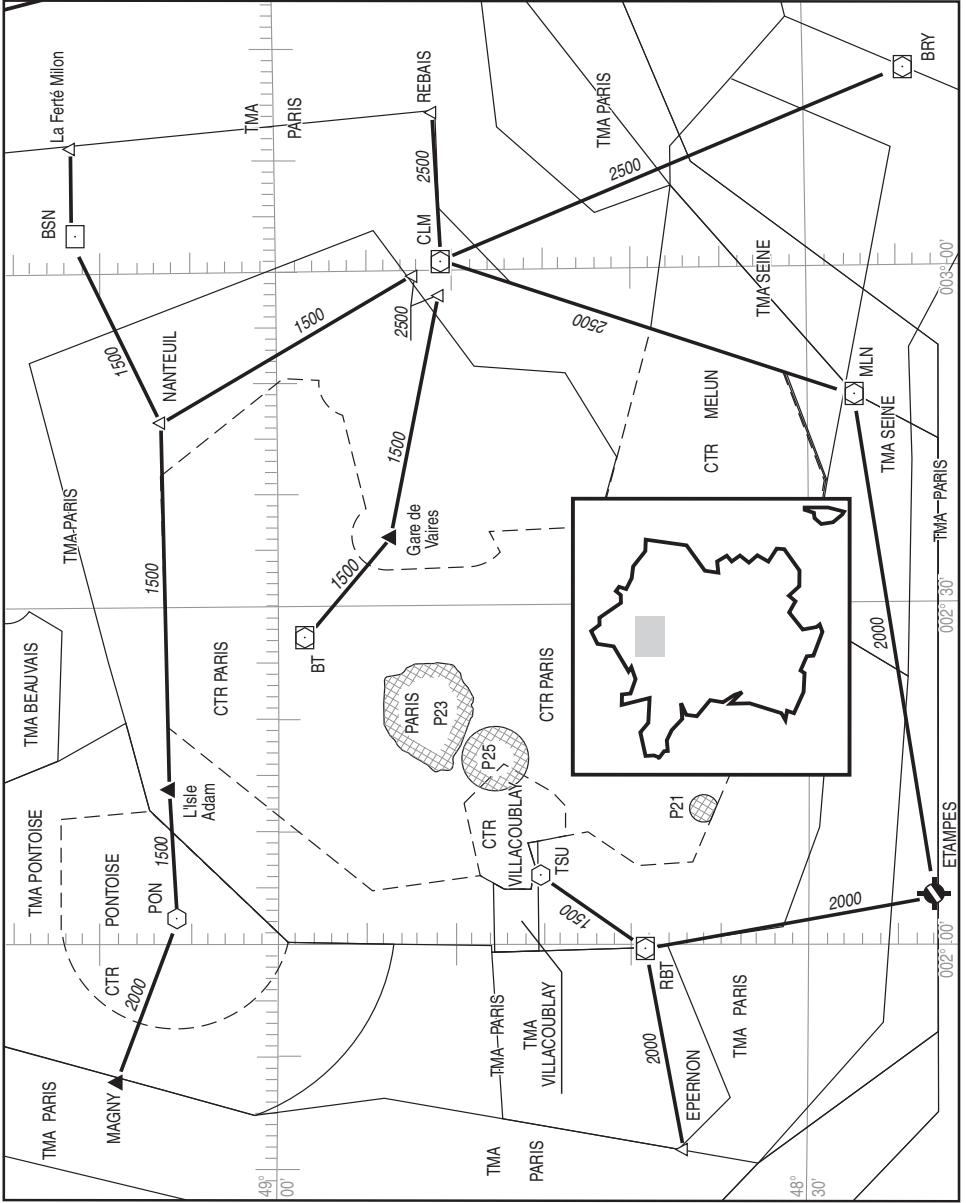 La Ferté Milon
BSN
TMA
PARIS
REBAIS
2500
CLM
TMA PARIS
BRY
2500
1500
NANTEUIL
1500
2500
2500
TMA SEINE
003° 00'
TMA PARIS
1500
1500
Gare de
Vaires
1500
BT
CTR MELUN
MLN
TMA SEINE
TMA PARIS
002° 30'
2000
TMA BEAUVAIS
CTR PARIS
PARIS
P23
P25
CTR PARIS
L'Isle
Adam
CTR
VILLACOUBLAY
P21
TMA PONTOISE
CTR PONTOISE
PON
1500
2000
TSU
1500
RBT
2000
ETAMPES
002° 00'
TMA PARIS
MAGNY
TMA PARIS
TMA
VILLACOUBLAY
2000
EPERNON
TMA PARIS
TMA
PARIS
49°
00'
48°
30'